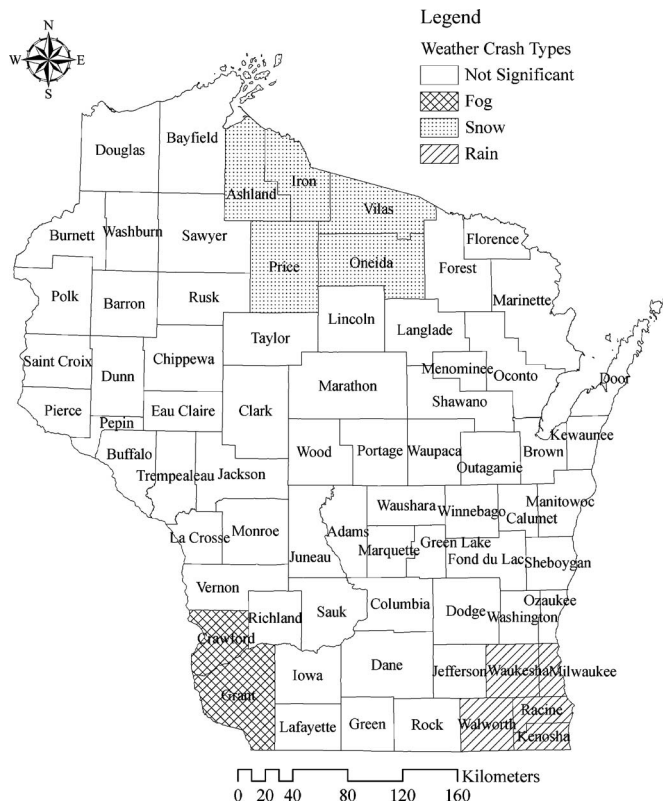 N
W E
S
Legend
Weather Crash Types
Not Significant
Fog
Snow
Rain
Douglas
Bayfield
Ashland
Iron
Vilas
Burnett
Washburn
Sawyer
Price
Oneida
Florence
Forest
Marinette
Polk
Barron
Rusk
Taylor
Lincoln
Langlade
Saint Croix
Dunn
Chippewa
Marathon
Menominee
Oconto
Door
Shawano
Pierce
Pepin
Eau Claire
Clark
Buffalo
Trempealeau
Jackson
Wood
Portage
Waupaca
Outagamie
Brown
Kewaunee
La Crosse
Monroe
Juneau
Adams
Waushara
Marquette
Green Lake
Winnebago
Calumet
Manitowoc
Fond du Lac
Sheboygan
Vernon
Richland
Sauk
Columbia
Dodge
Washington
Ozaukee
Crawford
Grant
Iowa
Dane
Jefferson
Waukesha
Milwaukee
Lafayette
Green
Rock
Walworth
Racine
Kenosha
Kilometers
0 20 40 80 120 160